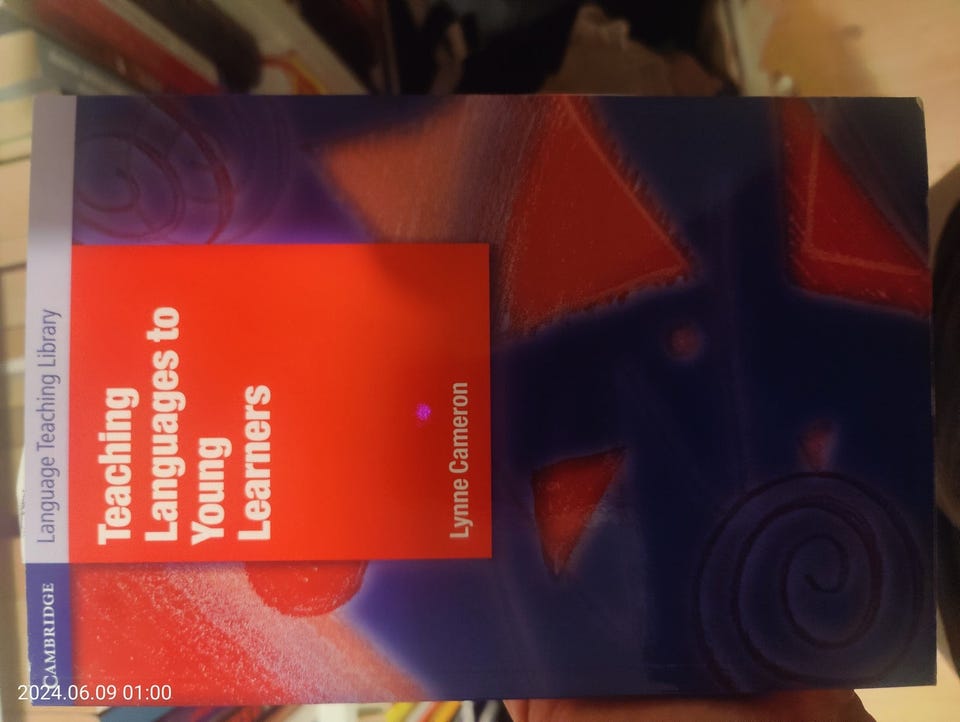 CAMBRIDGE
Language Teaching Library
Teaching
Languages to
Young
Learners
Lynne Cameron
2024.06.09 01:00